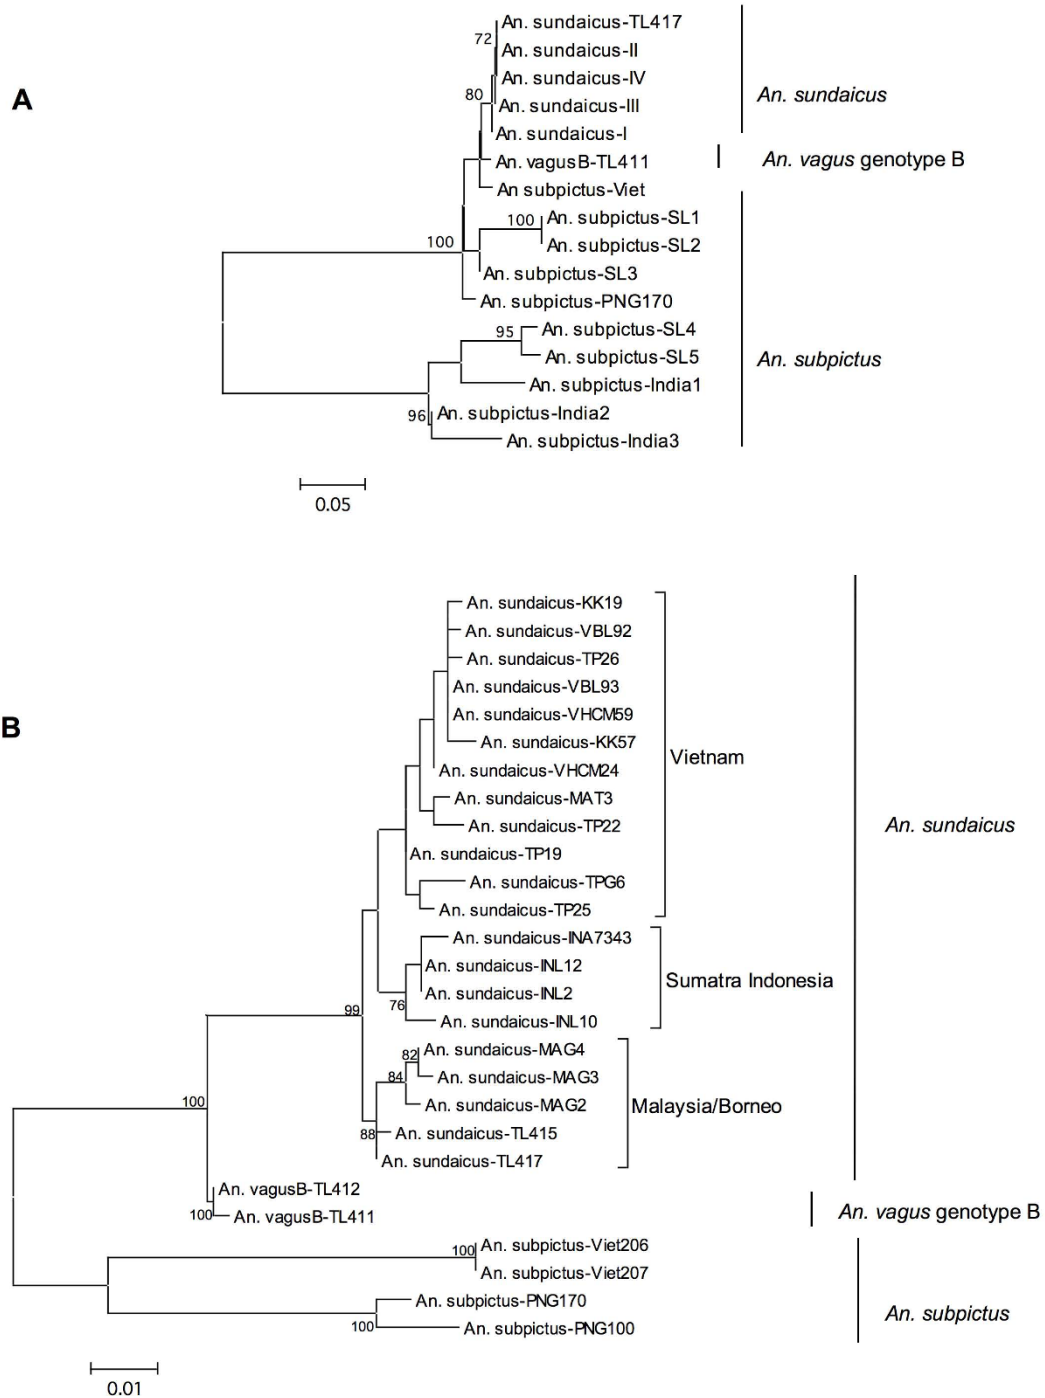 A
72
An. sundaicus-TL417
An. sundaicus-II
An. sundaicus-IV
80
An. sundaicus-III
An. sundaicus-I
An. sundaicus
An. vagusB-TL411
An. vagus genotype B
An subpictus-Viet
100
An. subpictus-SL1
An. subpictus-SL2
100
An. subpictus-SL3
An. subpictus-PNG170
95
An. subpictus-SL4
An. subpictus-SL5
An. subpictus
An. subpictus-India1
96
An. subpictus-India2
An. subpictus-India3
0.05
B
An. sundaicus-KK19
An. sundaicus-VBL92
An. sundaicus-TP26
An. sundaicus-VBL93
An. sundaicus-VHCM59
An. sundaicus-KK57
Vietnam
An. sundaicus-VHCM24
An. sundaicus-MAT3
An. sundaicus-TP22
An. sundaicus
An. sundaicus-TP19
An. sundaicus-TPG6
An. sundaicus-TP25
An. sundaicus-INA7343
An. sundaicus-INL12
Sumatra Indonesia
An. sundaicus-INL2
76
99
An. sundaicus-INL10
82
An. sundaicus-MAG4
84
An. sundaicus-MAG3
100
An. sundaicus-MAG2
Malaysia/Borneo
88
An. sundaicus-TL415
An. sundaicus-TL417
An. vagusB-TL412
100
An. vagusB-TL411
An. vagus genotype B
100
An. subpictus-Viet206
An. subpictus-Viet207
An. subpictus-PNG170
An. subpictus
100
An. subpictus-PNG100
0.01